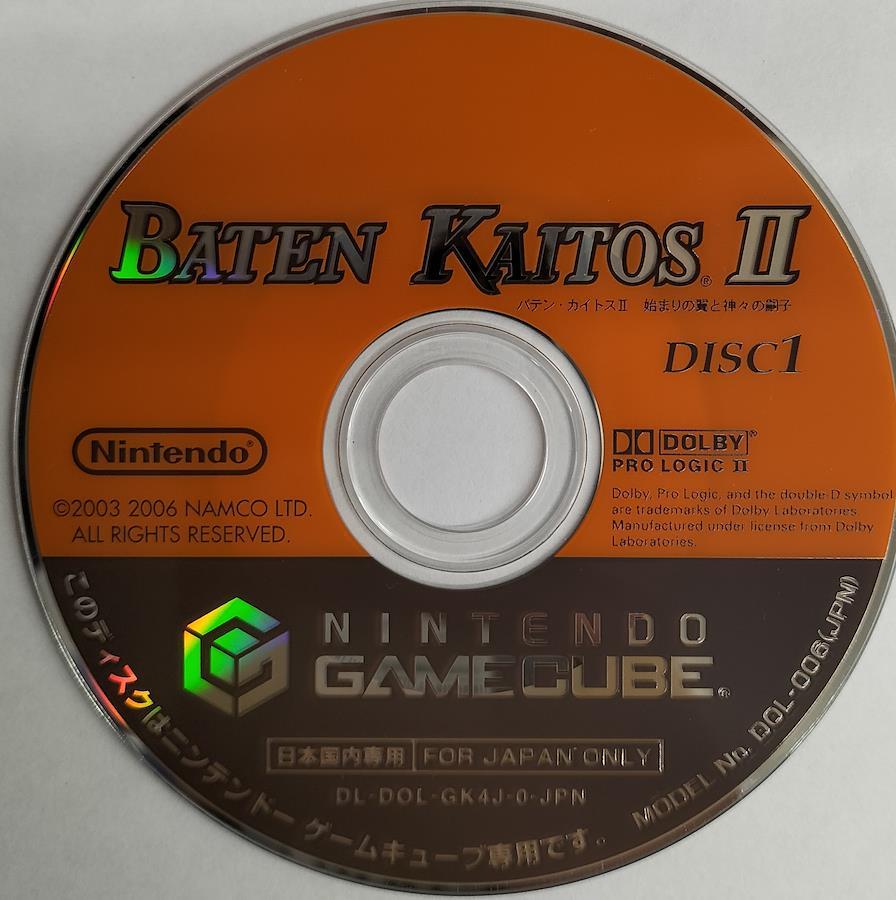 BATEN KAITOS® II
バテン・カイトスII 始まりの翼と神々の嗣子
DISC1
Nintendo®
DOLBY®
PRO LOGIC II
©2003 2006 NAMCO LTD.
ALL RIGHTS RESERVED.
Dolby, Pro Logic, and the double-D symbol
are trademarks of Dolby Laboratories.
Manufactured under license from Dolby
Laboratories.
NINTENDO
GAMECUBE®
日本国内専用 FOR JAPAN ONLY
DL-DOL-GK4J-0-JPN
このディスクはニンテンドー ゲームキューブ専用です。
MODEL No. DOL-006(JPN)